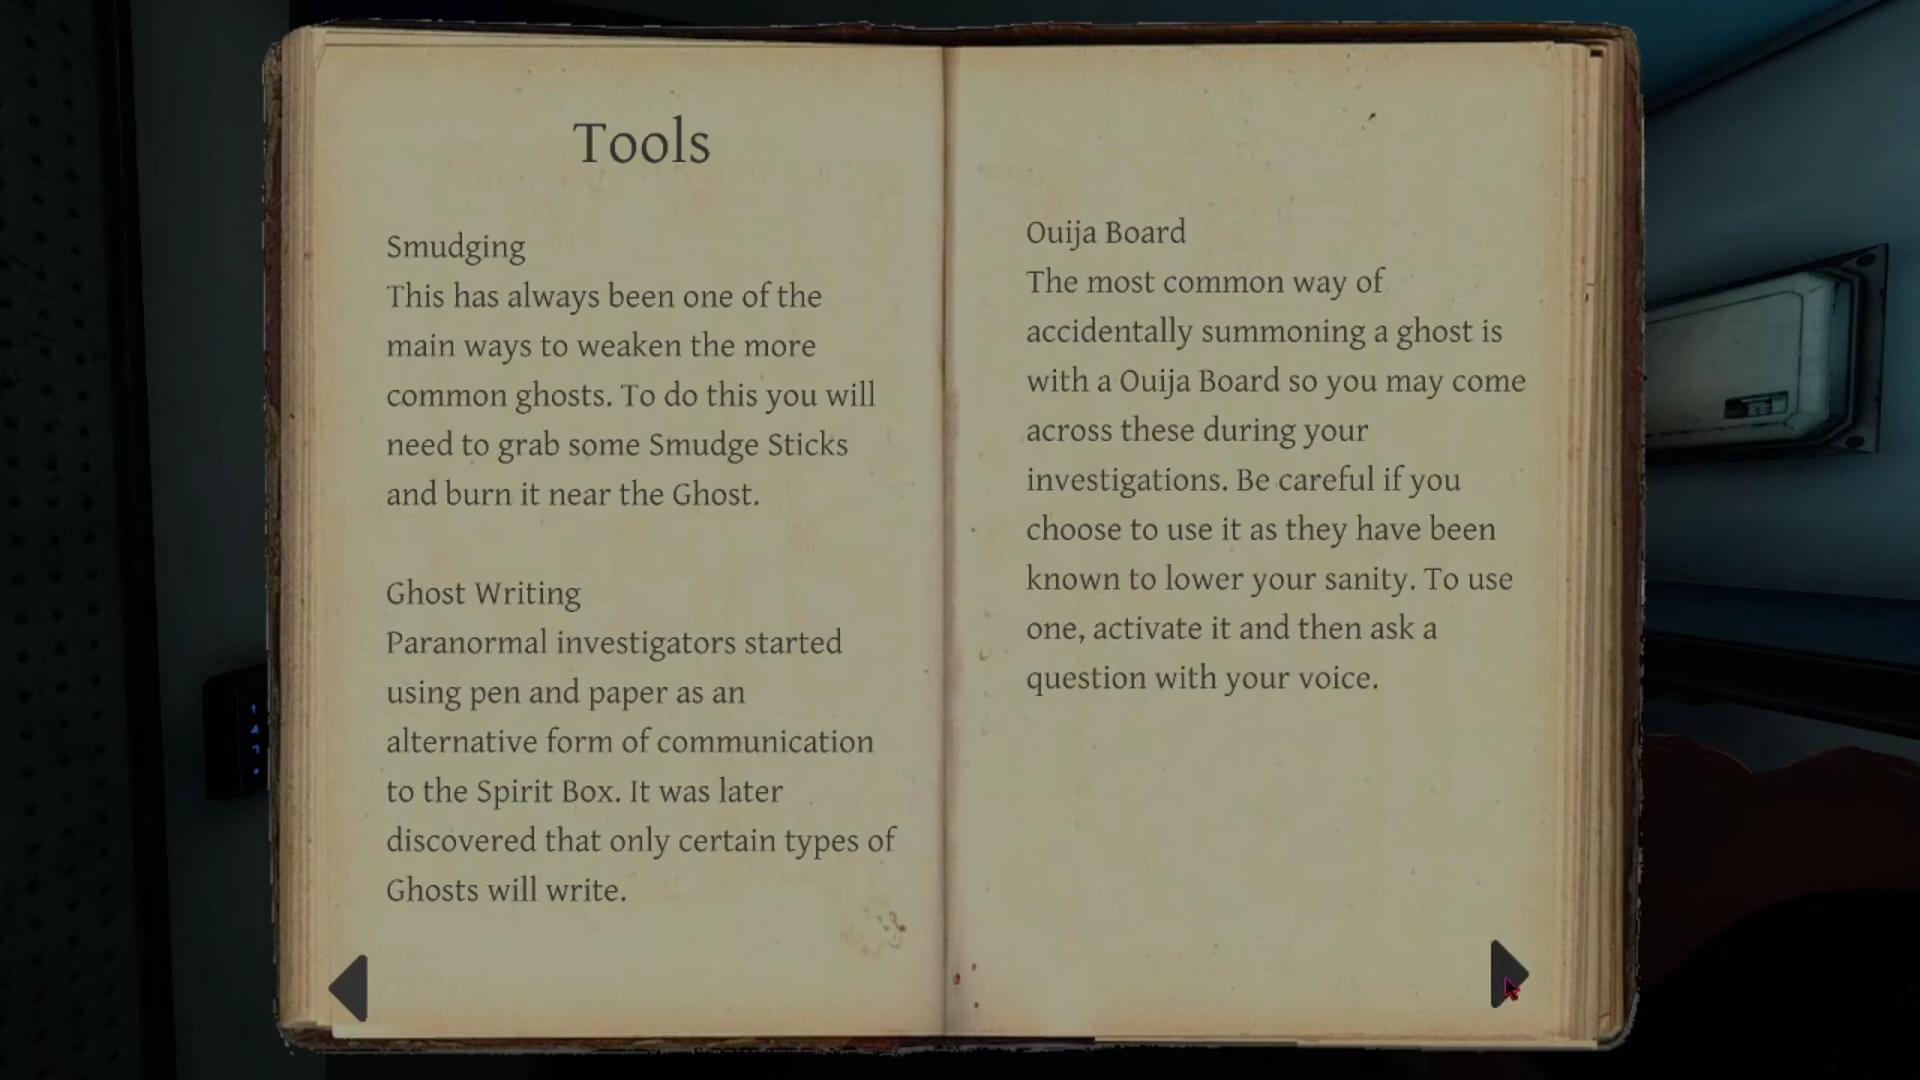 Tools
Smudging
This has always been one of the
main ways to weaken the more
common ghosts. To do this you will
need to grab some Smudge Sticks
and burn it near the Ghost.
Ghost Writing
Paranormal investigators started
using pen and paper as an
alternative form of communication
to the Spirit Box. It was later
discovered that only certain types of
Ghosts will write.
Ouija Board
The most common way of
accidentally summoning a ghost is
with a Ouija Board so you may come
across these during your
investigations. Be careful if you
choose to use it as they have been
known to lower your sanity. To use
one, activate it and then ask a
question with your voice.